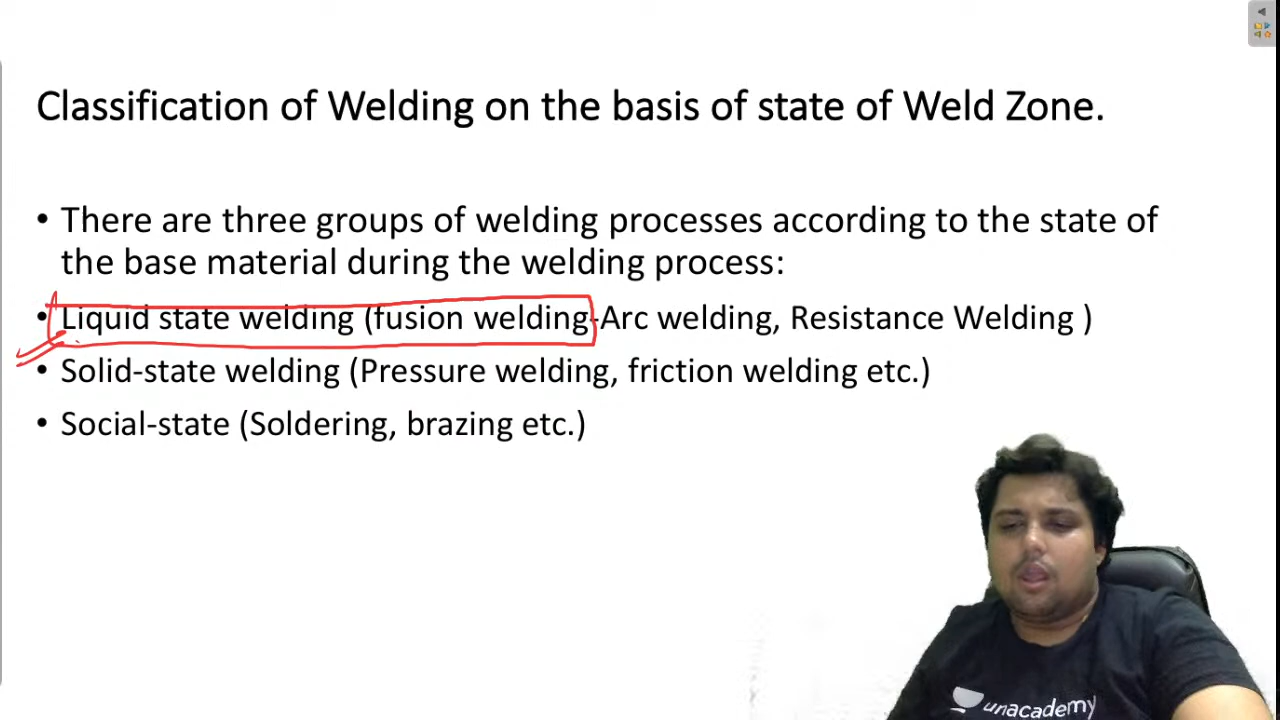 Classification of Welding on the basis of state of Weld Zone.
• There are three groups of welding processes according to the state of
the base material during the welding process:
• Liquid state welding (fusion welding-Arc welding, Resistance Welding )
• Solid-state welding (Pressure welding, friction welding etc.)
• Social-state (Soldering, brazing etc.)
unacademy